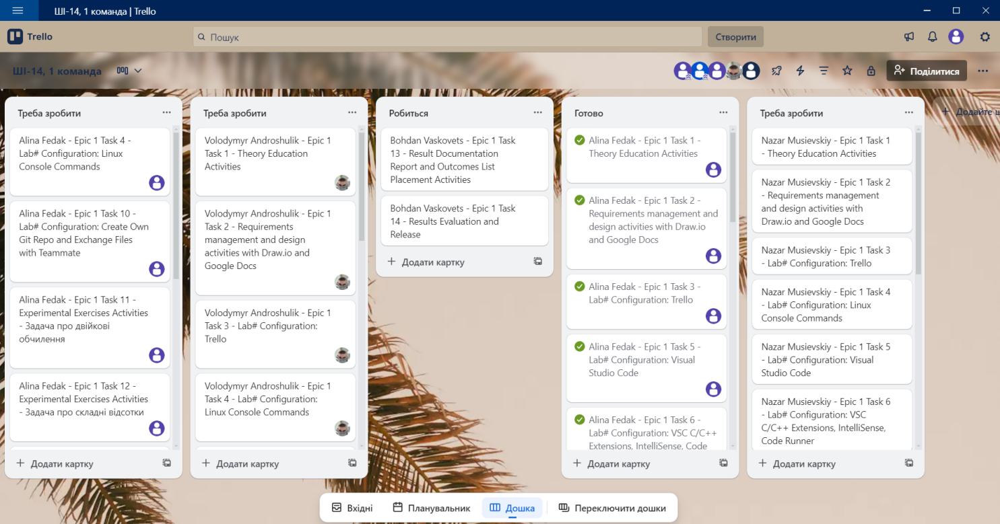 ШІ-14, 1 команда | Trello
Trello
Пошук
Створити
ШІ-14, 1 команда
Поділитися
Треба зробити
Alina Fedak - Epic 1 Task 4 -
Lab# Configuration: Linux
Console Commands
Alina Fedak - Epic 1 Task 10 -
Lab# Configuration: Create Own
Git Repo and Exchange Files
with Teammate
Alina Fedak - Epic 1 Task 11 -
Experimental Exercises Activities
- Задача про двійкові
обчилення
Alina Fedak - Epic 1 Task 12 -
Experimental Exercises Activities
- Задача про складні відсотки
Додати картку
Треба зробити
Volodymyr Androshulik - Epic 1
Task 1 - Theory Education
Activities
Volodymyr Androshulik - Epic 1
Task 2 - Requirements
management and design
activities with Draw.io and
Google Docs
Volodymyr Androshulik - Epic 1
Task 3 - Lab# Configuration:
Trello
Volodymyr Androshulik - Epic 1
Task 4 - Lab# Configuration:
Linux Console Commands
Додати картку
Робиться
Bohdan Vaskovets - Epic 1 Task
13 - Result Documentation
Report and Outcomes List
Placement Activities
Bohdan Vaskovets - Epic 1 Task
14 - Results Evaluation and
Release
Додати картку
Готово
Alina Fedak - Epic 1 Task 1 -
Theory Education Activities
Alina Fedak - Epic 1 Task 2 -
Requirements management and
design activities with Draw.io
and Google Docs
Alina Fedak - Epic 1 Task 3 -
Lab# Configuration: Trello
Alina Fedak - Epic 1 Task 5 -
Lab# Configuration: Visual
Studio Code
Alina Fedak - Epic 1 Task 6 -
Lab# Configuration: VSC C/C++
Extensions, IntelliSense, Code
Додати картку
Треба зробити
Nazar Musievskiy - Epic 1 Task 1
- Theory Education Activities
Nazar Musievskiy - Epic 1 Task 2
- Requirements management
and design activities with
Draw.io and Google Docs
Nazar Musievskiy - Epic 1 Task 3
- Lab# Configuration: Trello
Nazar Musievskiy - Epic 1 Task 4
- Lab# Configuration: Linux
Console Commands
Nazar Musievskiy - Epic 1 Task 5
- Lab# Configuration: Visual
Studio Code
Nazar Musievskiy - Epic 1 Task 6
- Lab# Configuration: VSC
C/C++ Extensions, IntelliSense,
Code Runner
Додати картку
Додайте
Вхідні
Планувальник
Дошка
Переключити дошки